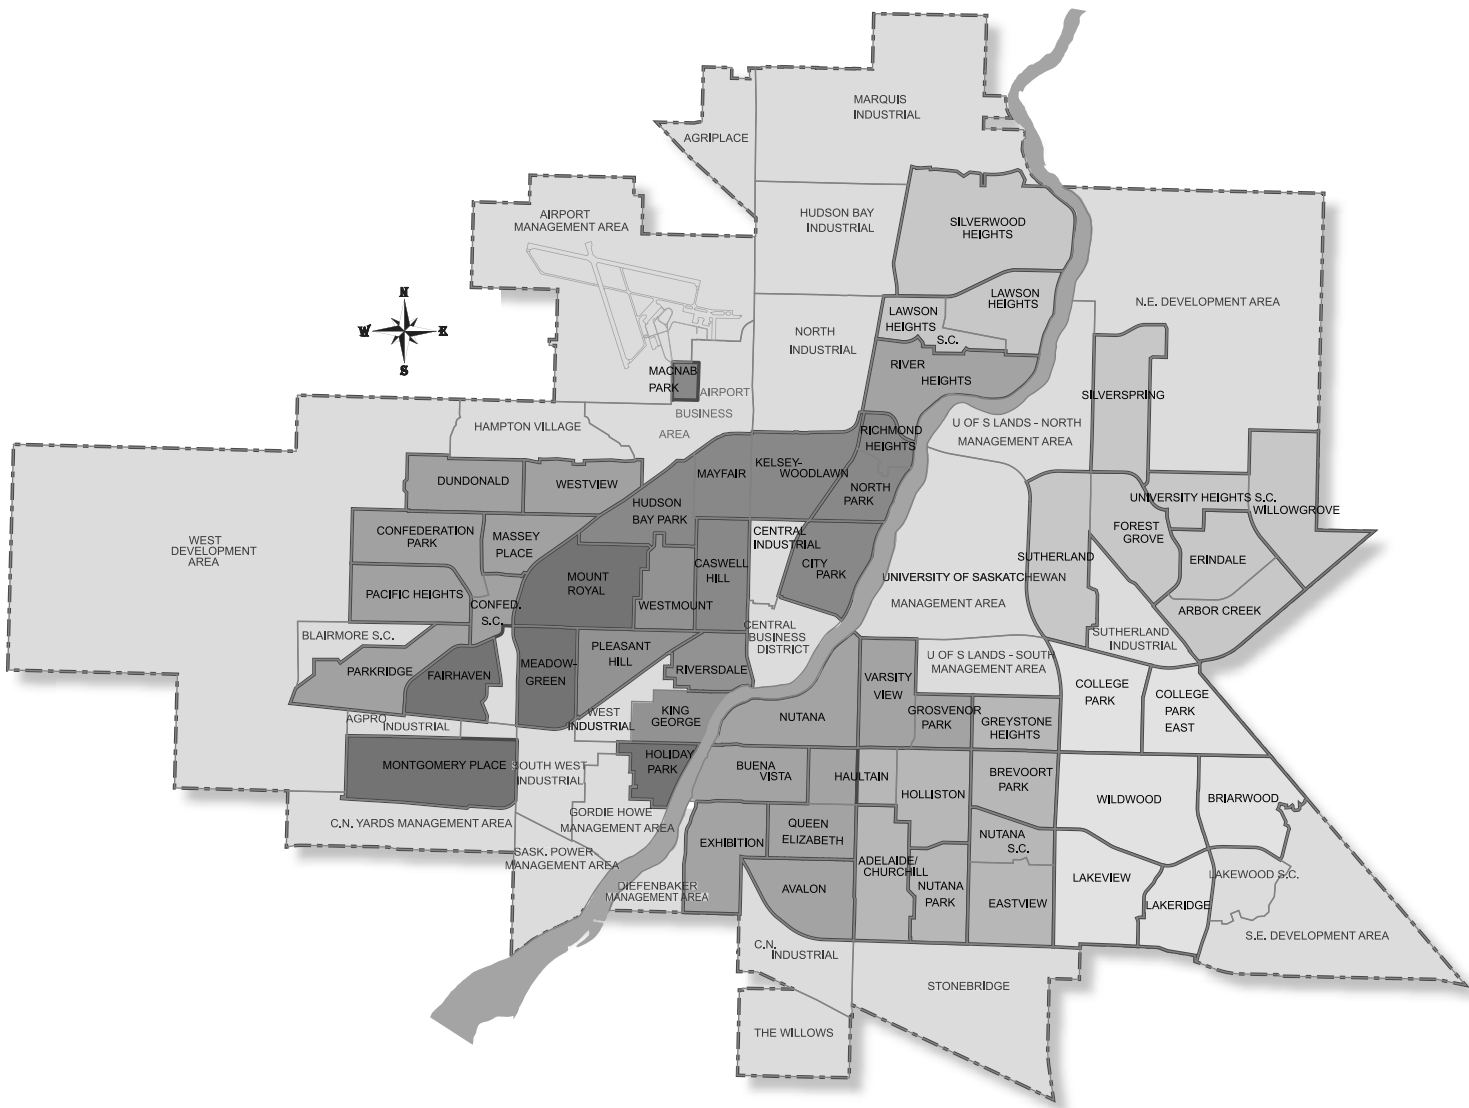 MARQUIS
INDUSTRIAL
AGRIPLACE
AIRPORT
MANAGEMENT AREA
HUDSON BAY
INDUSTRIAL
SILVERWOOD
HEIGHTS
N
W
E
S
LAWSON
HEIGHTS
LAWSON
HEIGHTS
S.C.
N.E. DEVELOPMENT AREA
NORTH
INDUSTRIAL
RIVER
HEIGHTS
MACNAB
PARK
AIRPORT
BUSINESS
AREA
SILVERSPRING
HAMPTON VILLAGE
RICHMOND
HEIGHTS
U OF S LANDS - NORTH
MANAGEMENT AREA
DUNDONALD
WESTVIEW
MAYFAIR
KELSEY-
WOODLAWN
NORTH
PARK
HUDSON
BAY PARK
UNIVERSITY HEIGHTS S.C.
WILLOWGROVE
FOREST
GROVE
CONFEDERATION
PARK
MASSEY
PLACE
WEST
DEVELOPMENT
AREA
CENTRAL
INDUSTRIAL
CITY
PARK
CASWELL
HILL
MOUNT
ROYAL
WESTMOUNT
SUTHERLAND
ERINDALE
UNIVERSITY OF SASKATCHEWAN
MANAGEMENT AREA
PACIFIC HEIGHTS
CONFED.
S.C.
ARBOR CREEK
BLAIRMORE S.C.
CENTRAL
BUSINESS
DISTRICT
SUTHERLAND
INDUSTRIAL
PLEASANT
HILL
U OF S LANDS - SOUTH
MANAGEMENT AREA
PARKRIDGE
FAIRHAVEN
MEADOW-
GREEN
RIVERSDALE
VARSITY
VIEW
COLLEGE
PARK
COLLEGE
PARK
EAST
AGPRO
INDUSTRIAL
WEST
INDUSTRIAL
KING
GEORGE
NUTANA
GROSVENOR
PARK
GREYSTONE
HEIGHTS
MONTGOMERY PLACE
SOUTH WEST
INDUSTRIAL
HOLIDAY
PARK
BUENA
VISTA
HAULTAIN
HOLLISTON
BREVOORT
PARK
WILDWOOD
BRIARWOOD
C.N. YARDS MANAGEMENT AREA
GORDIE HOWE
MANAGEMENT AREA
EXHIBITION
QUEEN
ELIZABETH
NUTANA
S.C.
SASK. POWER
MANAGEMENT AREA
ADELAIDE/
CHURCHILL
LAKEVIEW
LAKEWOOD S.C.
DIEFENBAKER
MANAGEMENT AREA
AVALON
NUTANA
PARK
EASTVIEW
LAKERIDGE
S.E. DEVELOPMENT AREA
C.N.
INDUSTRIAL
STONEBRIDGE
THE WILLOWS